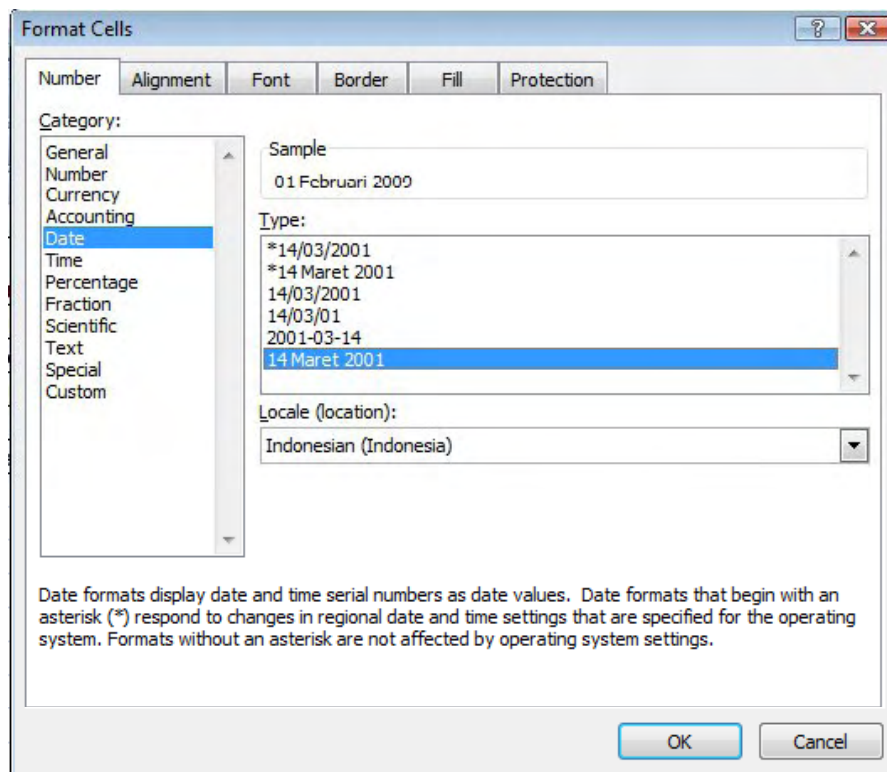 Format Cells
Number Alignment Font Border Fill Protection
Category:
General
Number
Currency
Accounting
Date
Time
Percentage
Fraction
Scientific
Text
Special
Custom
Sample
01 Februari 2009
Type:
*14/03/2001
*14 Maret 2001
14/03/2001
14/03/01
2001-03-14
14 Maret 2001
Locale (location):
Indonesian (Indonesia)
Date formats display date and time serial numbers as date values. Date formats that begin with an
asterisk (*) respond to changes in regional date and time settings that are specified for the operating
system. Formats without an asterisk are not affected by operating system settings.
OK Cancel